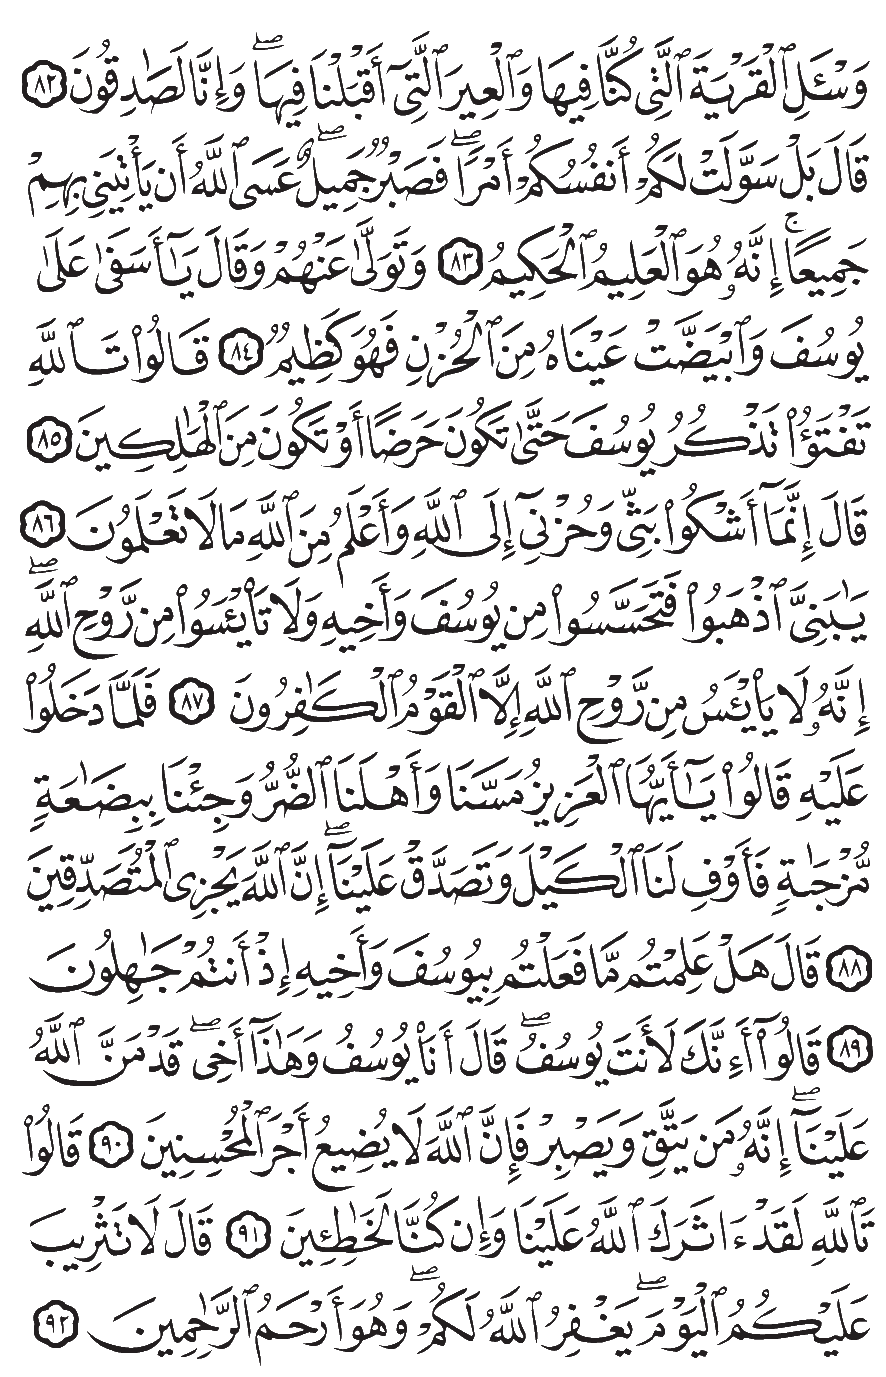 وَسْـَٔلِ ٱلْقَرْيَةَ ٱلَّتِى كُنَّا فِيهَا وَٱلْعِيرَ ٱلَّتِىٓ أَقْبَلْنَا فِيهَا ۖ وَإِنَّا لَصَـٰدِقُونَ ٨٢
قَالَ بَلْ سَوَّلَتْ لَكُمْ أَنفُسُكُمْ أَمْرًا ۖ فَصَبْرٌ جَمِيلٌ ۖ عَسَى ٱللَّهُ أَن يَأْتِيَنِى بِهِمْ
جَمِيعًا ۚ إِنَّهُۥ هُوَ ٱلْعَلِيمُ ٱلْحَكِيمُ ٨٣ وَتَوَلَّىٰ عَنْهُمْ وَقَالَ يَـٰٓأَسَفَىٰ عَلَىٰ
يُوسُفَ وَٱبْيَضَّتْ عَيْنَاهُ مِنَ ٱلْحُزْنِ فَهُوَ كَظِيمٌ ٨٤ قَالُوا۟ تَٱللَّهِ
تَفْتَؤُا۟ تَذْكُرُ يُوسُفَ حَتَّىٰ تَكُونَ حَرَضًا أَوْ تَكُونَ مِنَ ٱلْهَـٰلِكِينَ ٨٥
قَالَ إِنَّمَآ أَشْكُوا۟ بَثِّى وَحُزْنِىٓ إِلَى ٱللَّهِ وَأَعْلَمُ مِنَ ٱللَّهِ مَا لَا تَعْلَمُونَ ٨٦
يَـٰبَنِىَّ ٱذْهَبُوا۟ فَتَحَسَّسُوا۟ مِن يُوسُفَ وَأَخِيهِ وَلَا تَا۟يْـَٔسُوا۟ مِن رَّوْحِ ٱللَّهِ ۖ
إِنَّهُۥ لَا يَا۟يْـَٔسُ مِن رَّوْحِ ٱللَّهِ إِلَّا ٱلْقَوْمُ ٱلْكَـٰفِرُونَ ٨٧ فَلَمَّا دَخَلُوا۟
عَلَيْهِ قَالُوا۟ يَـٰٓأَيُّهَا ٱلْعَزِيزُ مَسَّنَا وَأَهْلَنَا ٱلضُّرُّ وَجِئْنَا بِبِضَـٰعَةٍ
مُّزْجَىٰةٍ فَأَوْفِ لَنَا ٱلْكَيْلَ وَتَصَدَّقْ عَلَيْنَآ ۖ إِنَّ ٱللَّهَ يَجْزِى ٱلْمُتَصَدِّقِينَ
٨٨ قَالَ هَلْ عَلِمْتُم مَّا فَعَلْتُم بِيُوسُفَ وَأَخِيهِ إِذْ أَنتُمْ جَـٰهِلُونَ
٨٩ قَالُوٓا۟ أَءِنَّكَ لَأَنتَ يُوسُفُ ۖ قَالَ أَنَا۠ يُوسُفُ وَهَـٰذَآ أَخِى ۖ قَدْ مَنَّ ٱللَّهُ
عَلَيْنَآ ۖ إِنَّهُۥ مَن يَتَّقِ وَيَصْبِرْ فَإِنَّ ٱللَّهَ لَا يُضِيعُ أَجْرَ ٱلْمُحْسِنِينَ ٩٠ قَالُوا۟
تَٱللَّهِ لَقَدْ ءَاثَرَكَ ٱللَّهُ عَلَيْنَا وَإِن كُنَّا لَخَـٰطِـِٔينَ ٩١ قَالَ لَا تَثْرِيبَ
عَلَيْكُمُ ٱلْيَوْمَ ۖ يَغْفِرُ ٱللَّهُ لَكُمْ ۖ وَهُوَ أَرْحَمُ ٱلرَّٰحِمِينَ ٩٢